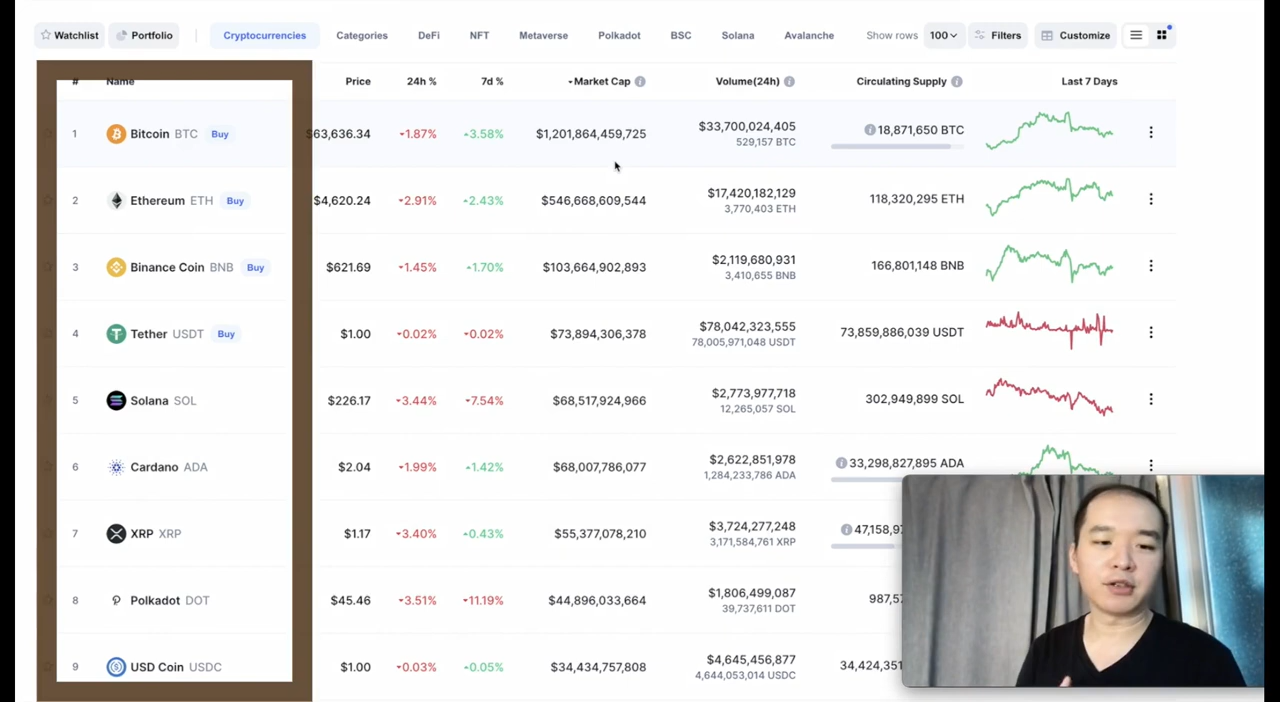 Watchlist Portfolio Cryptocurrencies Categories DeFi NFT Metaverse Polkadot BSC Solana Avalanche Show rows 100 Filters Customize
# Name Price 24h % 7d % Market Cap Volume(24h) Circulating Supply Last 7 Days
1 Bitcoin BTC Buy $63,636.34 1.87% 3.58% $1,201,864,459,725 $33,700,024,405 18,871,650 BTC
529,157 BTC
2 Ethereum ETH Buy $4,620.24 2.91% 2.43% $546,668,609,544 $17,420,182,129 118,320,295 ETH
3,770,403 ETH
3 Binance Coin BNB Buy $621.69 1.45% 1.70% $103,664,902,893 $2,119,680,931 166,801,148 BNB
3,410,655 BNB
4 Tether USDT Buy $1.00 0.02% 0.02% $73,894,306,378 $78,042,323,555 73,859,886,039 USDT
78,005,971,048 USDT
5 Solana SOL $226.17 3.44% 7.54% $68,517,924,966 $2,773,977,718 302,949,899 SOL
12,265,057 SOL
6 Cardano ADA $2.04 1.99% 1.42% $68,007,786,077 $2,622,851,978 33,298,827,895 ADA
1,284,233,786 ADA
7 XRP XRP $1.17 3.40% 0.43% $55,377,078,210 $3,724,277,248 47,158,97
3,171,584,761 XRP
8 Polkadot DOT $45.46 3.51% 11.19% $44,896,033,664 $1,806,499,087 987,57
39,737,611 DOT
9 USD Coin USDC $1.00 0.03% 0.05% $34,434,757,808 $4,645,456,877 34,424,351
4,644,053,014 USDC